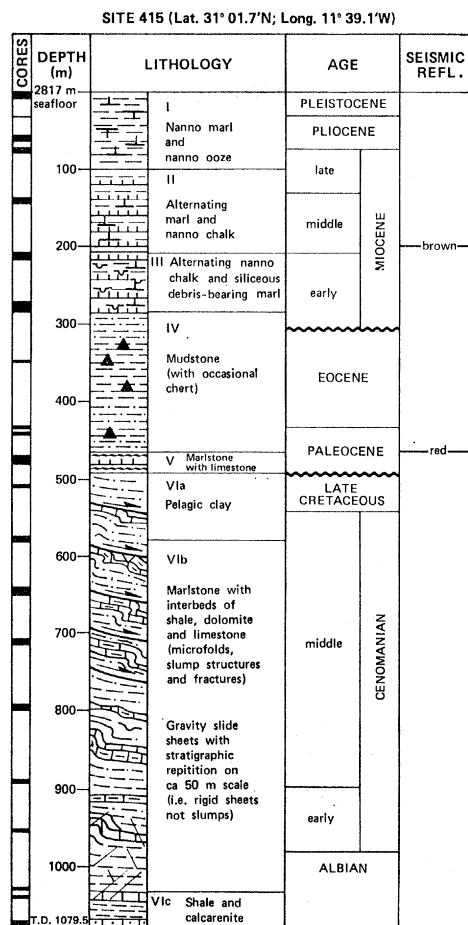 SITE 415 (Lat. 31° 01.7'N; Long. 11° 39.1'W)
CORES
DEPTH
(m)
LITHOLOGY
AGE
SEISMIC
REFL.
2817 m
seafloor
100
200
300
400
500
600
700
800
900
1000
T.D. 1079.5
I
Nanno marl
and
nanno ooze
II
Alternating
marl and
nanno chalk
III Alternating nanno
chalk and siliceous
debris-bearing marl
IV
Mudstone
(with occasional
chert)
V Marlstone
with limestone
VIa
Pelagic clay
VIb
Marlstone with
interbeds of
shale, dolomite
and limestone
(microfolds,
slump structures
and fractures)
Gravity slide
sheets with
stratigraphic
repitition on
ca 50 m scale
(i.e. rigid sheets
not slumps)
VIc Shale and
calcarenite
PLEISTOCENE
PLIOCENE
late
middle
early
MIOCENE
EOCENE
PALEOCENE
LATE
CRETACEOUS
middle
early
CENOMANIAN
ALBIAN
brown
red